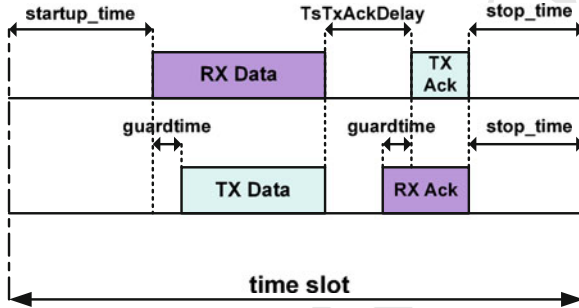 startup_time
TsTxAckDelay
stop_time
RX Data
TX
Ack
guardtime
guardtime
stop_time
TX Data
RX Ack
time slot